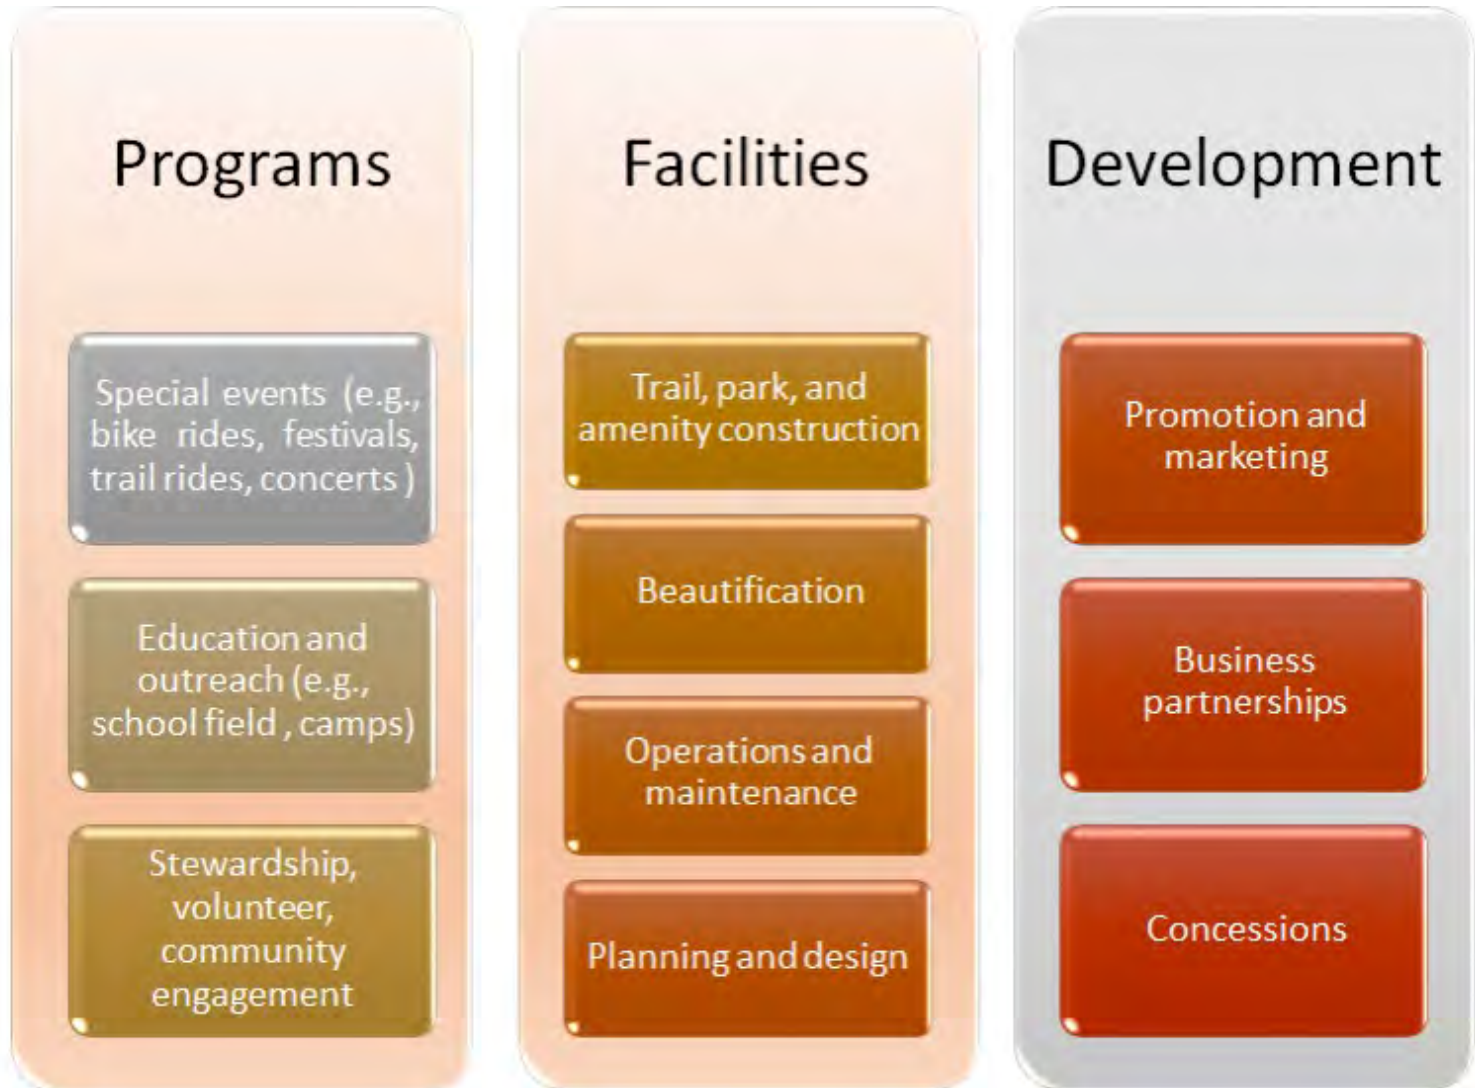 Programs
Special events (e.g.,
bike rides, festivals,
trail rides, concerts )
Education and
outreach (e.g.,
school field , camps)
Stewardship,
volunteer,
community
engagement
Facilities
Trail, park, and
amenity construction
Beautification
Operations and
maintenance
Planning and design
Development
Promotion and
marketing
Business
partnerships
Concessions